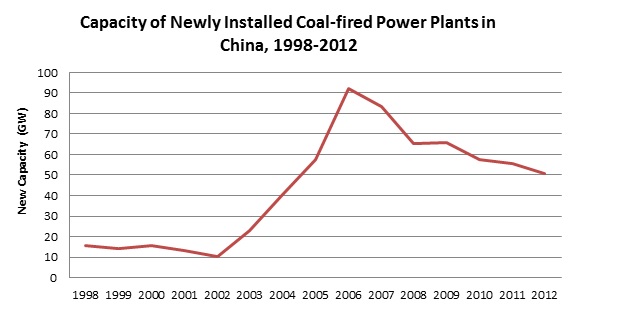 Capacity of Newly Installed Coal-fired Power Plants in
China, 1998-2012
New Capacity (GW)
100
90
80
70
60
50
40
30
20
10
0
1998 1999 2000 2001 2002 2003 2004 2005 2006 2007 2008 2009 2010 2011 2012